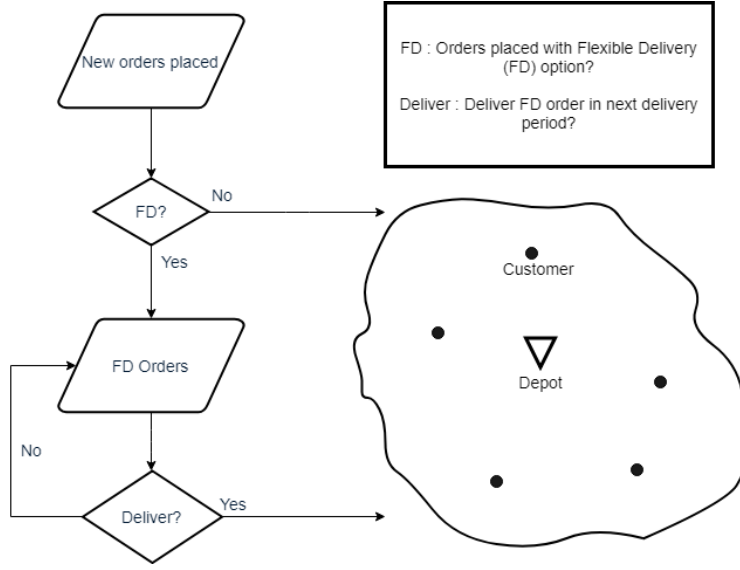 New orders placed
FD : Orders placed with Flexible Delivery
(FD) option?
Deliver : Deliver FD order in next delivery
period?
FD?
No
Yes
Customer
FD Orders
Depot
No
Deliver?
Yes